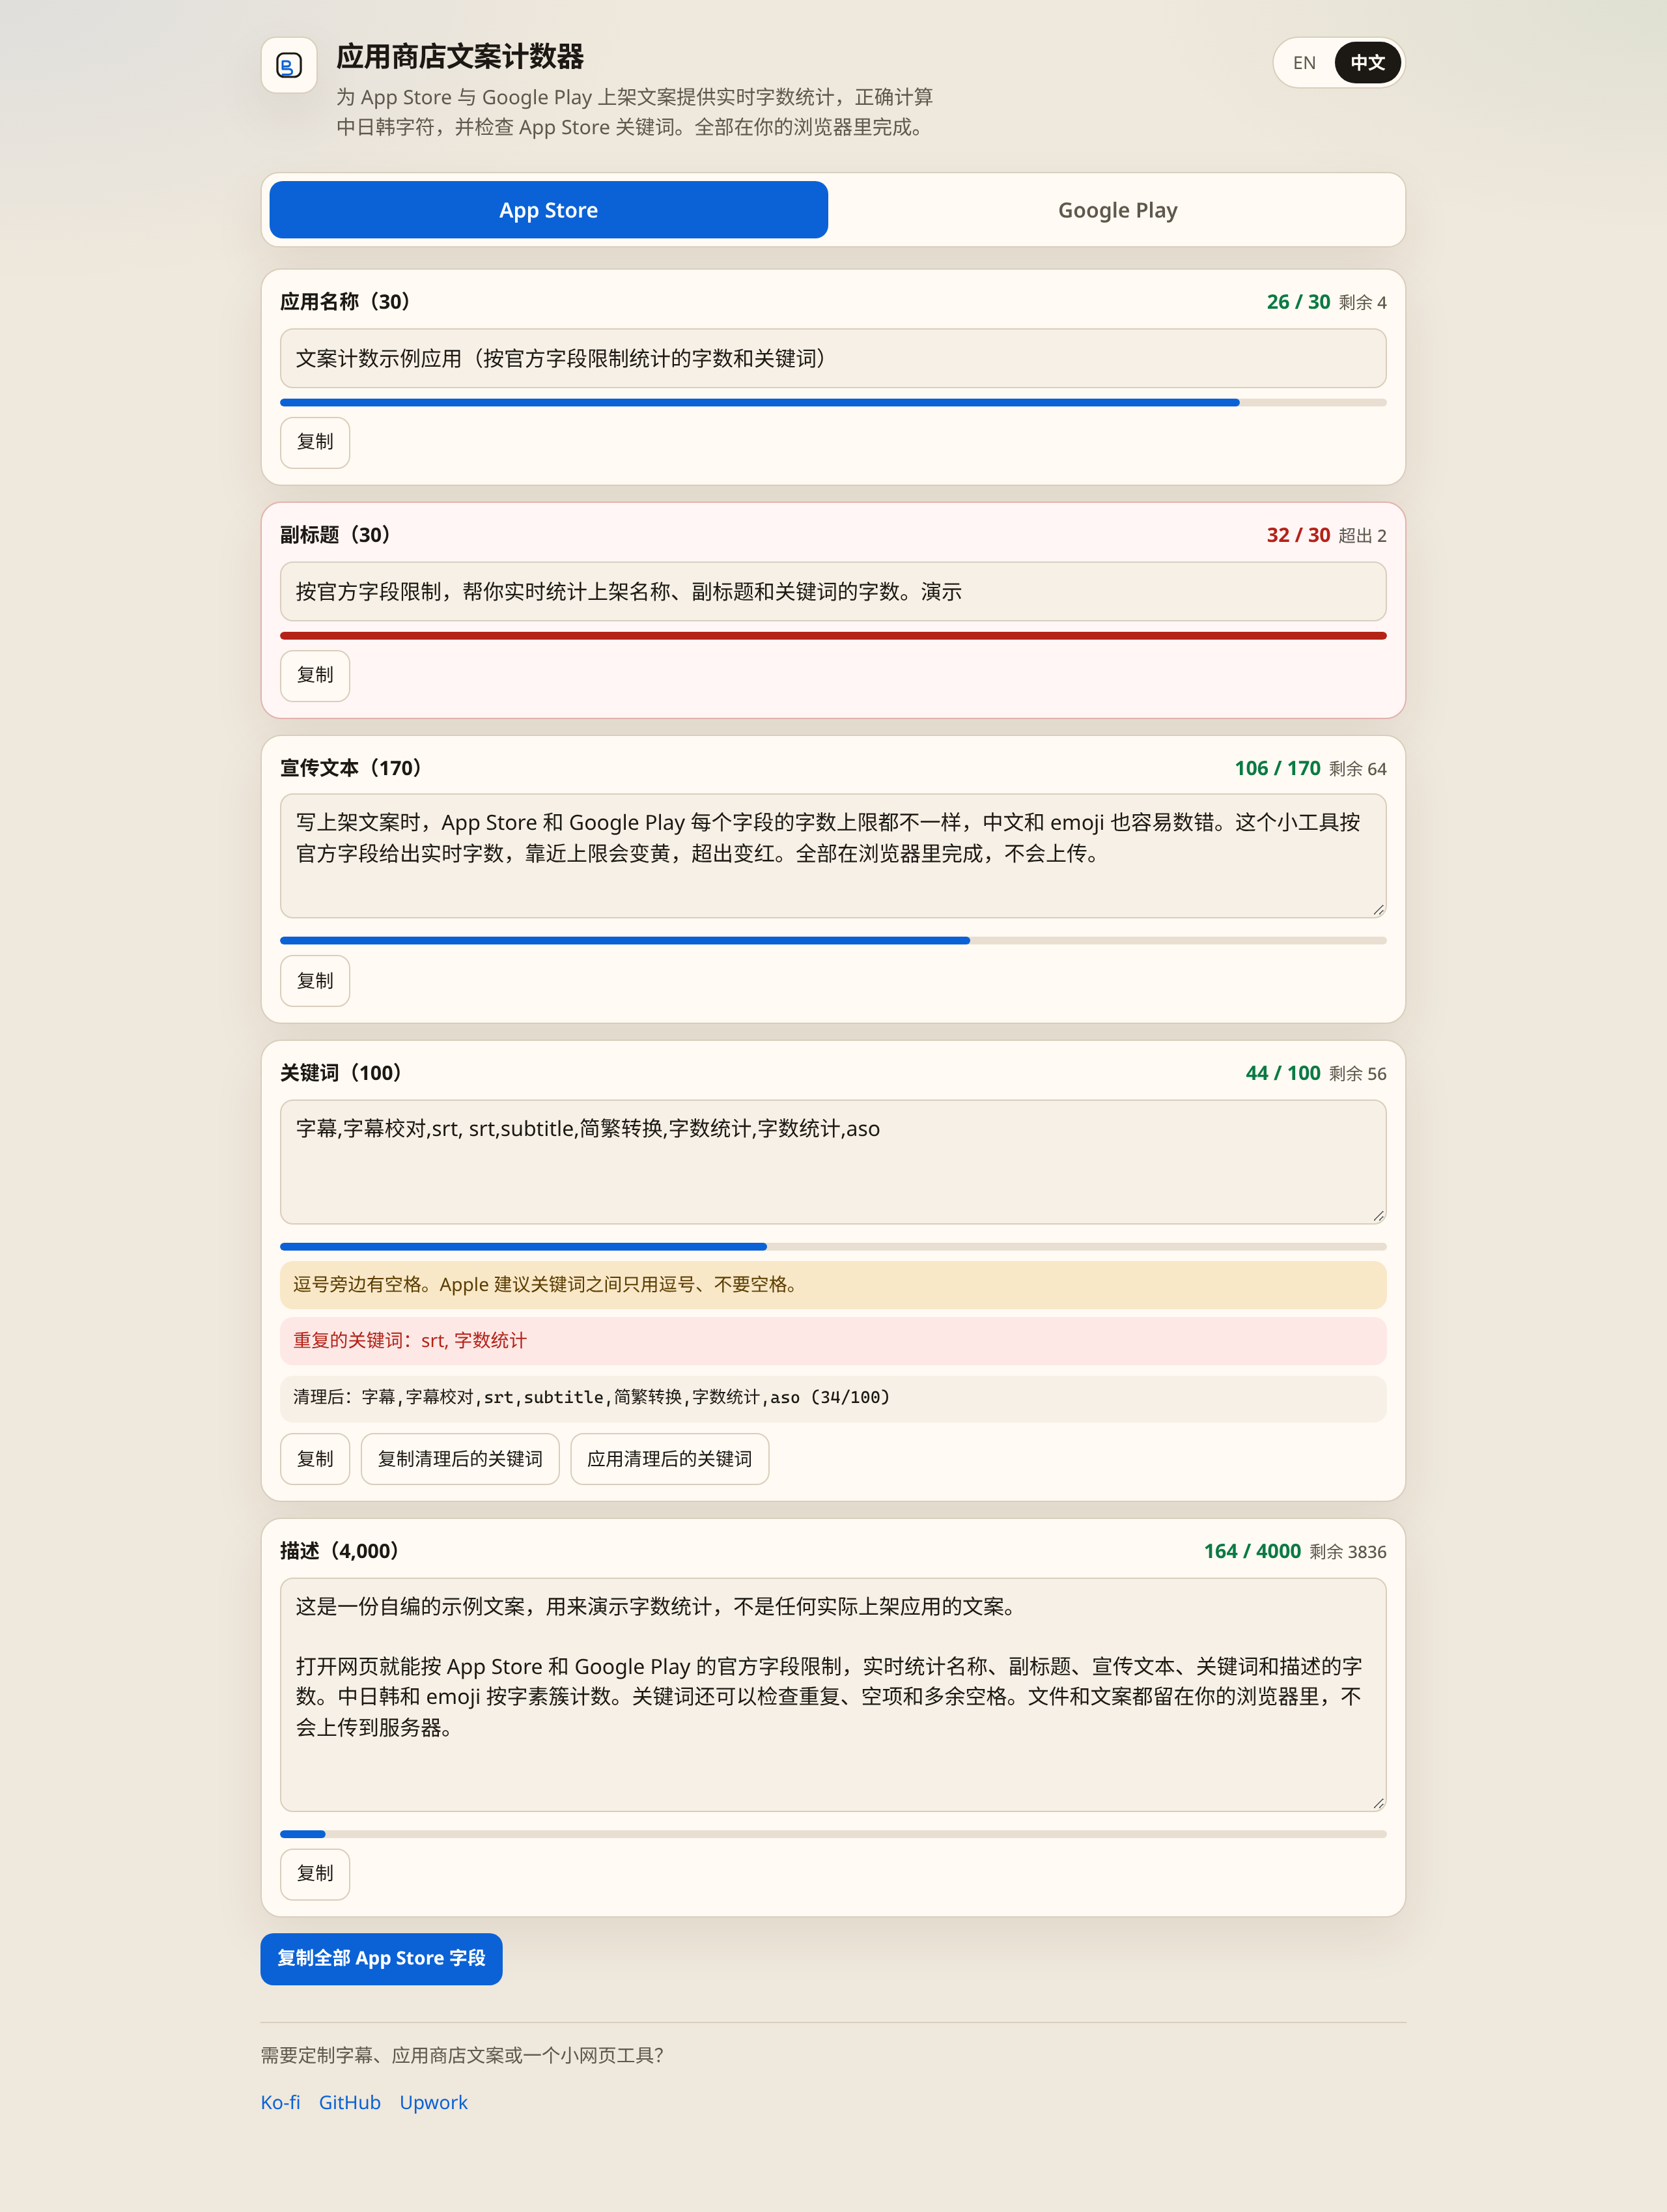 应用商店文案计数器
为 App Store 与 Google Play 上架文案提供实时字数统计，正确计算
中日韩字符，并检查 App Store 关键词。全部在你的浏览器里完成。
EN 中文
App Store Google Play
应用名称（30） 26 / 30 剩余 4
文案计数示例应用（按官方字段限制统计的字数和关键词）
复制
副标题（30） 32 / 30 超出 2
按官方字段限制，帮你实时统计上架名称、副标题和关键词的字数。演示
复制
宣传文本（170） 106 / 170 剩余 64
写上架文案时，App Store 和 Google Play 每个字段的字数上限都不一样，中文和 emoji 也容易数错。这个小工具按
官方字段给出实时字数，靠近上限会变黄，超出变红。全部在浏览器里完成，不会上传。
复制
关键词（100） 44 / 100 剩余 56
字幕,字幕校对,srt, srt,subtitle,简繁转换,字数统计,字数统计,aso
逗号旁边有空格。Apple 建议关键词之间只用逗号、不要空格。
重复的关键词：srt, 字数统计
清理后：字幕,字幕校对,srt,subtitle,简繁转换,字数统计,aso (34/100)
复制 复制清理后的关键词 应用清理后的关键词
描述（4,000） 164 / 4000 剩余 3836
这是一份自编的示例文案，用来演示字数统计，不是任何实际上架应用的文案。
打开网页就能按 App Store 和 Google Play 的官方字段限制，实时统计名称、副标题、宣传文本、关键词和描述的字
数。中日韩和 emoji 按字素簇计数。关键词还可以检查重复、空项和多余空格。文件和文案都留在你的浏览器里，不
会上传到服务器。
复制
复制全部 App Store 字段
需要定制字幕、应用商店文案或一个小网页工具？
Ko-fi GitHub Upwork